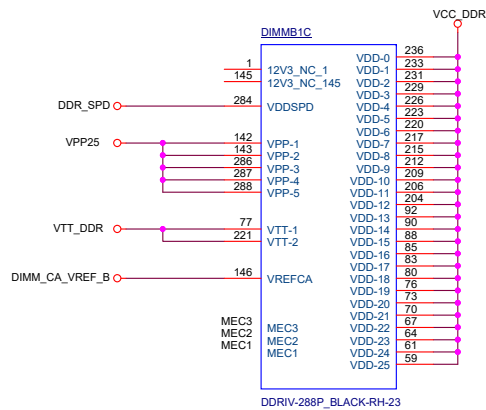 VCC_DDR
DIMMB1C
1 12V3_NC_1
145 12V3_NC_145
DDR_SPD 284 VDDSPD
VPP25 142 VPP-1
143 VPP-2
286 VPP-3
287 VPP-4
288 VPP-5
VTT_DDR 77 VTT-1
221 VTT-2
DIMM_CA_VREF_B 146 VREFCA
MEC3 MEC3
MEC2 MEC2
MEC1 MEC1
VDD-0 236
VDD-1 233
VDD-2 231
VDD-3 229
VDD-4 226
VDD-5 223
VDD-6 220
VDD-7 217
VDD-8 215
VDD-9 212
VDD-10 209
VDD-11 206
VDD-12 204
VDD-13 92
VDD-14 90
VDD-15 88
VDD-16 85
VDD-17 83
VDD-18 80
VDD-19 76
VDD-20 73
VDD-21 70
VDD-22 67
VDD-23 64
VDD-24 61
VDD-25 59
DDRIV-288P_BLACK-RH-23